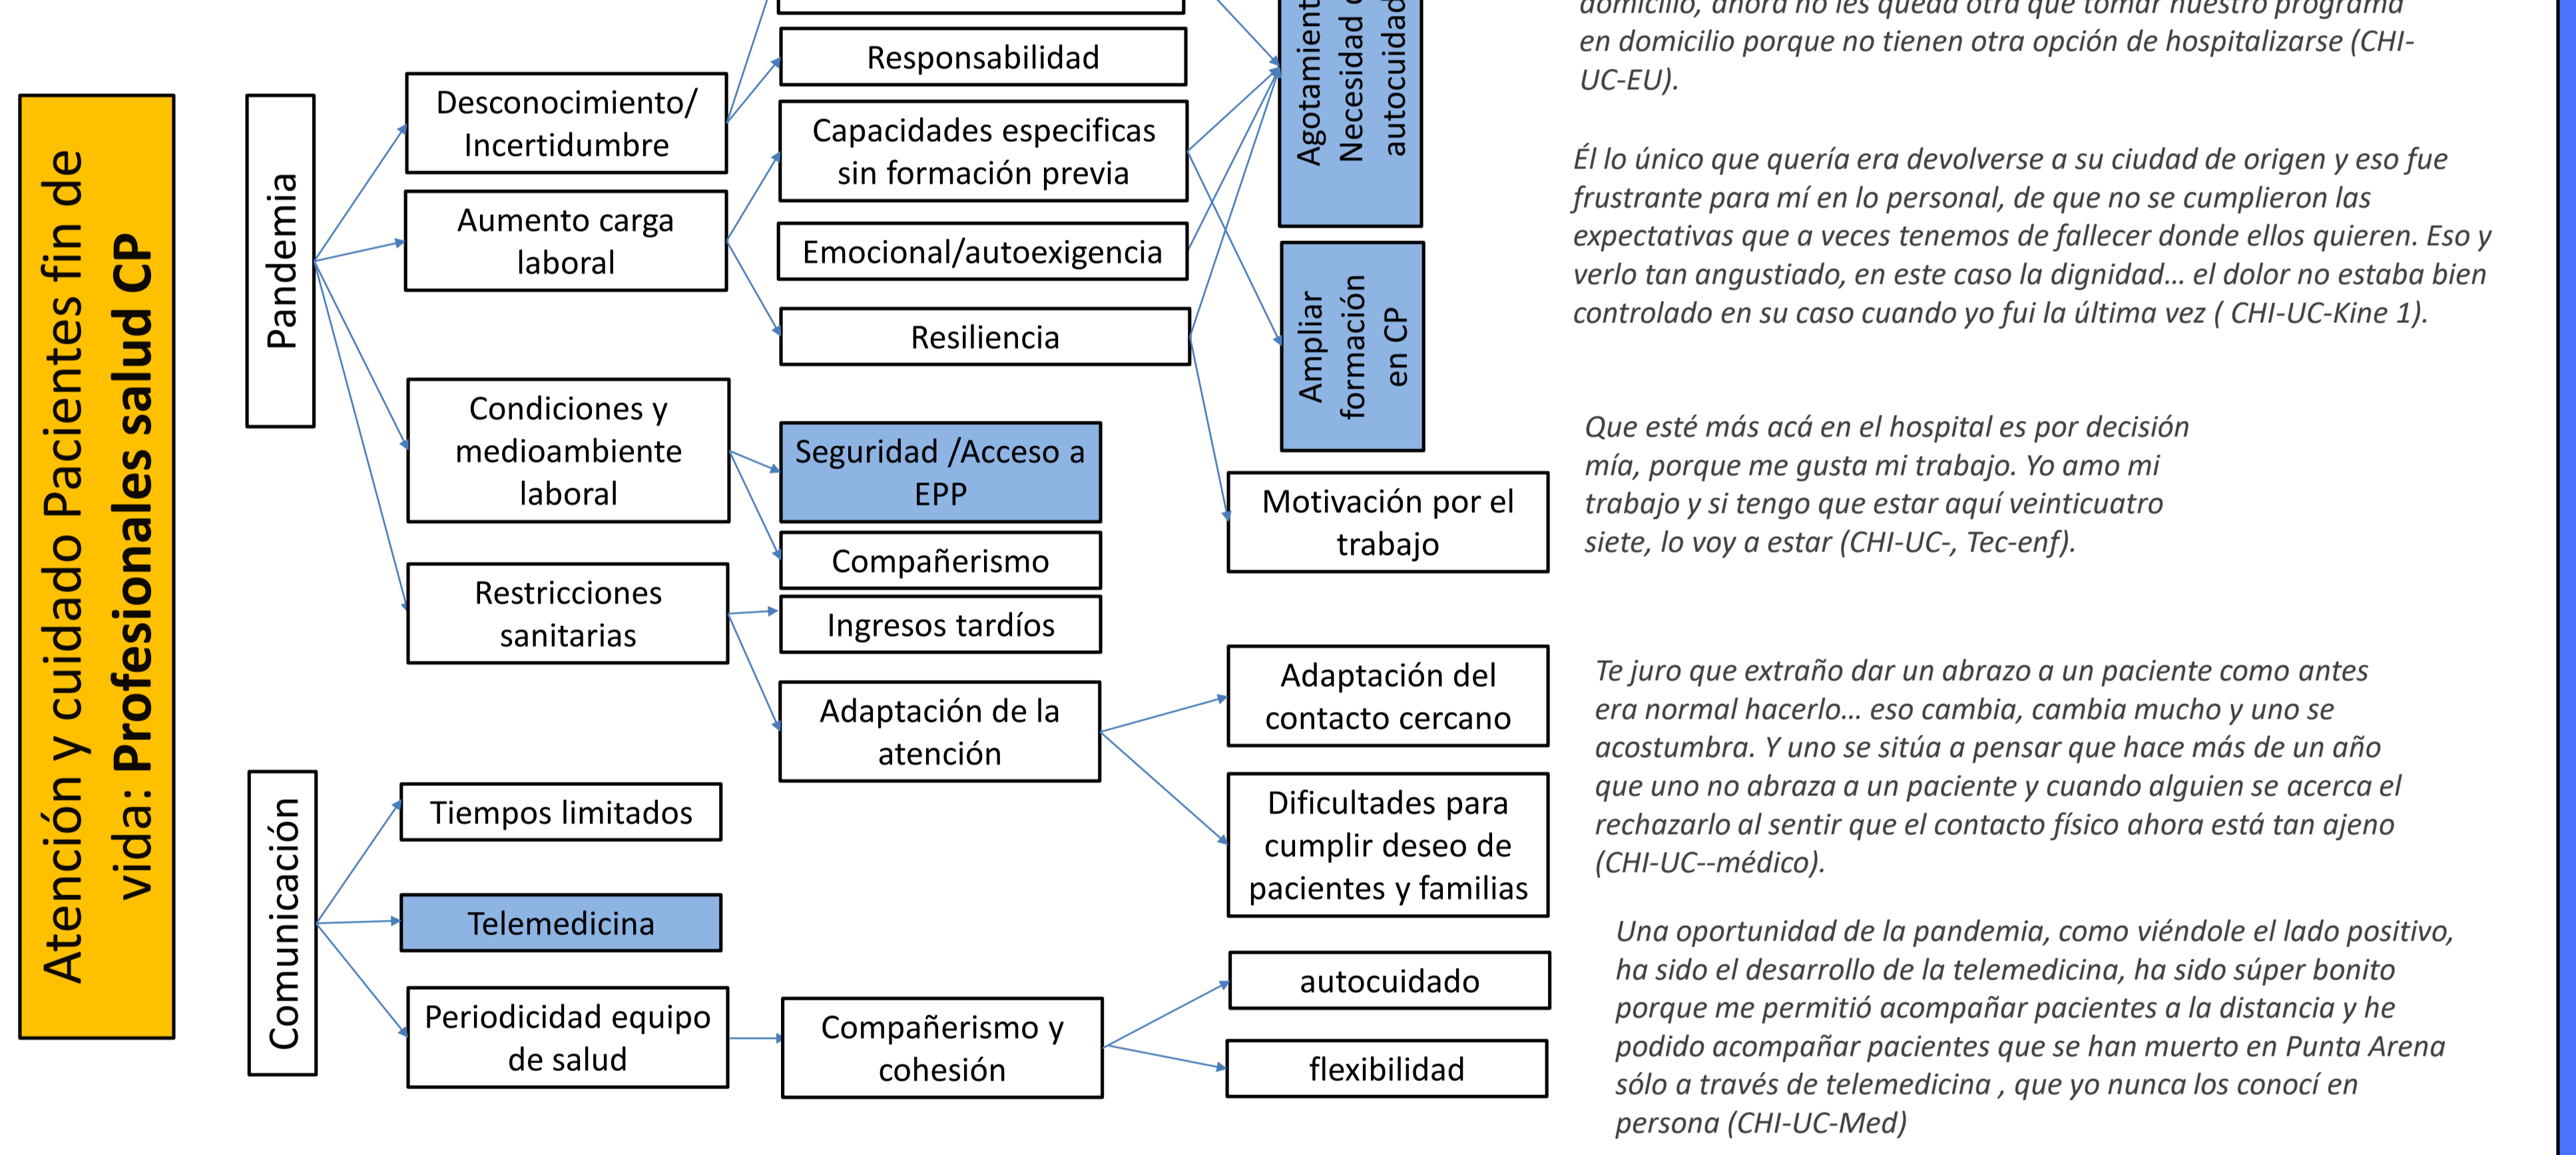 Atención y cuidado Pacientes fin de
vida: Profesionales salud CP
Pandemia
Desconocimiento/
Incertidumbre
Aumento carga
laboral
Condiciones y
medioambiente
laboral
Restricciones
sanitarias
Responsabilidad
Capacidades especificas
sin formación previa
Emocional/autoexigencia
Resiliencia
Seguridad /Acceso a
EPP
Compañerismo
Ingresos tardíos
Adaptación de la
atención
Necesidad
autocuidad
Ampliar
formación
en CP
Motivación por el
trabajo
Adaptación del
contacto cercano
Dificultades para
cumplir deseo de
pacientes y familias
Comunicación
Tiempos limitados
Telemedicina
Periodicidad equipo
de salud
Compañerismo y
cohesión
autocuidado
flexibilidad
domicilio, ahora no les queda otra que tomar nuestro programa
en domicilio porque no tienen otra opción de hospitalizarse (CHI-
UC-EU).
Él lo único que quería era devolverse a su ciudad de origen y eso fue
frustrante para mí en lo personal, de que no se cumplieron las
expectativas que a veces tenemos de fallecer donde ellos quieren. Eso y
verlo tan angustiado, en este caso la dignidad… el dolor no estaba bien
controlado en su caso cuando yo fui la última vez ( CHI-UC-Kine 1).
Que esté más acá en el hospital es por decisión
mía, porque me gusta mi trabajo. Yo amo mi
trabajo y si tengo que estar aquí veinticuatro
siete, lo voy a estar (CHI-UC-, Tec-enf).
Te juro que extraño dar un abrazo a un paciente como antes
era normal hacerlo… eso cambia, cambia mucho y uno se
acostumbra. Y uno se sitúa a pensar que hace más de un año
que uno no abraza a un paciente y cuando alguien se acerca el
rechazarlo al sentir que el contacto físico ahora está tan ajeno
(CHI-UC--médico).
Una oportunidad de la pandemia, como viéndole el lado positivo,
ha sido el desarrollo de la telemedicina, ha sido súper bonito
porque me permitió acompañar pacientes a la distancia y he
podido acompañar pacientes que se han muerto en Punta Arena
sólo a través de telemedicina , que yo nunca los conocí en
persona (CHI-UC-Med)